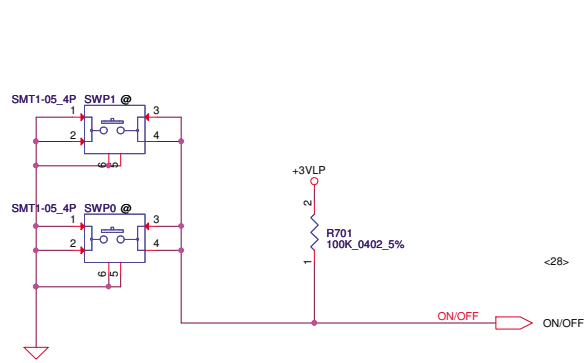 SMT1-05_4P SWP1 @
1 3
2 4
6 5
+3VLP
SMT1-05_4P SWP0 @
2
1 3
R701
100K_0402_5%
2 4
1
<28>
6 5
ON/OFF
ON/OFF